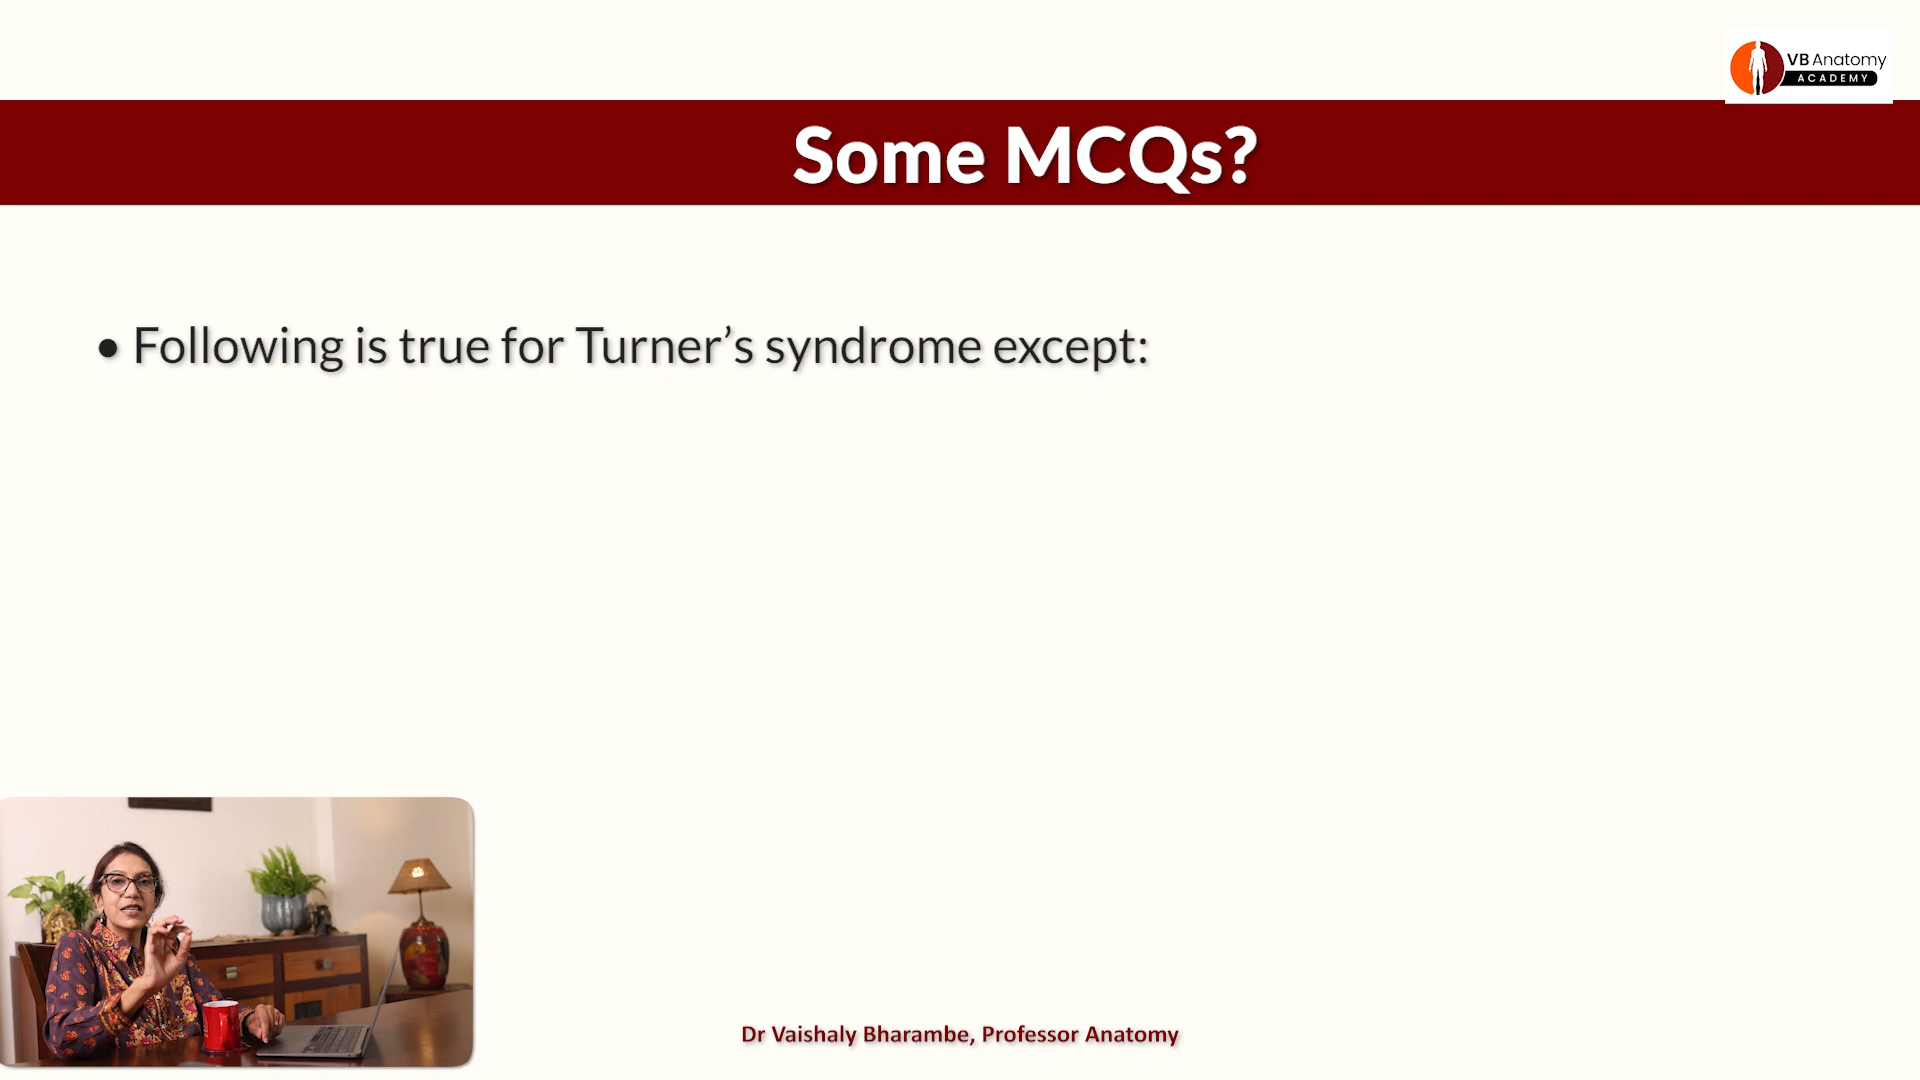 VB Anatomy
ACADEMY
Some MCQs?
• Following is true for Turner’s syndrome except:
Dr Vaishaly Bharambe, Professor Anatomy